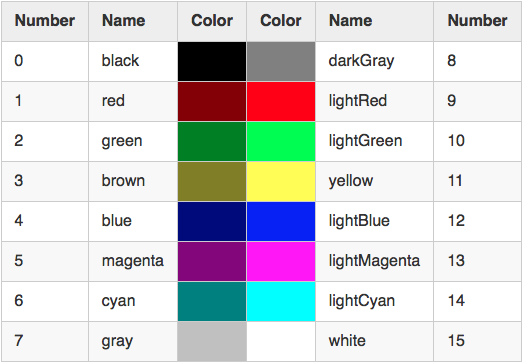 Number Name Color Color Name Number
0 black darkGray 8
1 red lightRed 9
2 green lightGreen 10
3 brown yellow 11
4 blue lightBlue 12
5 magenta lightMagenta 13
6 cyan lightCyan 14
7 gray white 15